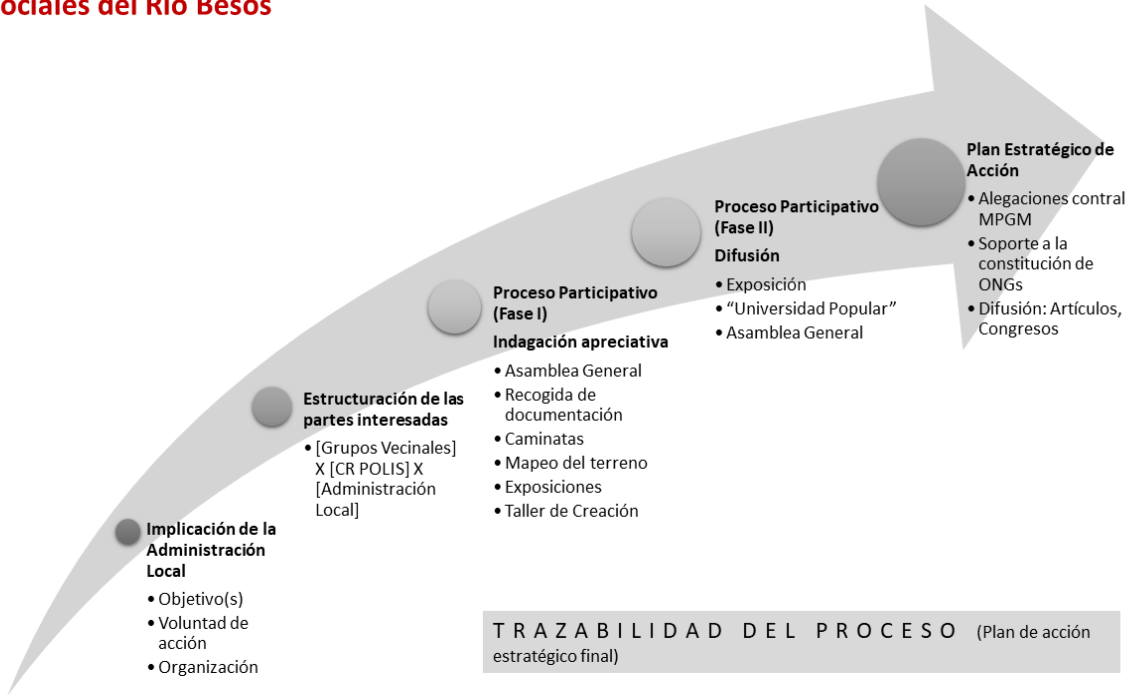 ociales del Río Besòs
Implicación de la
Administración
Local
• Objetivo(s)
• Voluntad de
acción
• Organización
Estructuración de las
partes interesadas
• [Grupos Vecinales]
X [CR POLIS] X
[Administración
Local]
Proceso Participativo
(Fase I)
Indagación apreciativa
• Asamblea General
• Recogida de
documentación
• Caminatas
• Mapeo del terreno
• Exposiciones
• Taller de Creación
Proceso Participativo
(Fase II)
Difusión
• Exposición
• “Universidad Popular”
• Asamblea General
Plan Estratégico de
Acción
• Alegaciones contral
MPGM
• Soporte a la
constitución de
ONGs
• Difusión: Artículos,
Congresos
TRAZABILIDAD DEL PROCESO (Plan de acción
estratégico final)